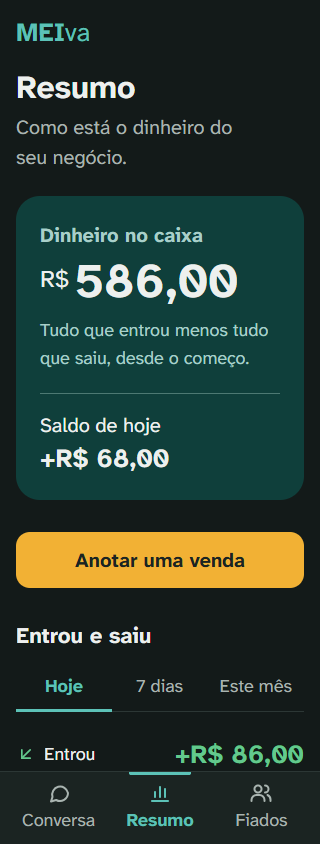 MEIva
Resumo
Como está o dinheiro do
seu negócio.
Dinheiro no caixa
R$ 586,00
Tudo que entrou menos tudo
que saiu, desde o começo.
Saldo de hoje
+R$ 68,00
Anotar uma venda
Entrou e saiu
Hoje 7 dias Este mês
Entrou +R$ 86,00
Conversa Resumo Fiados